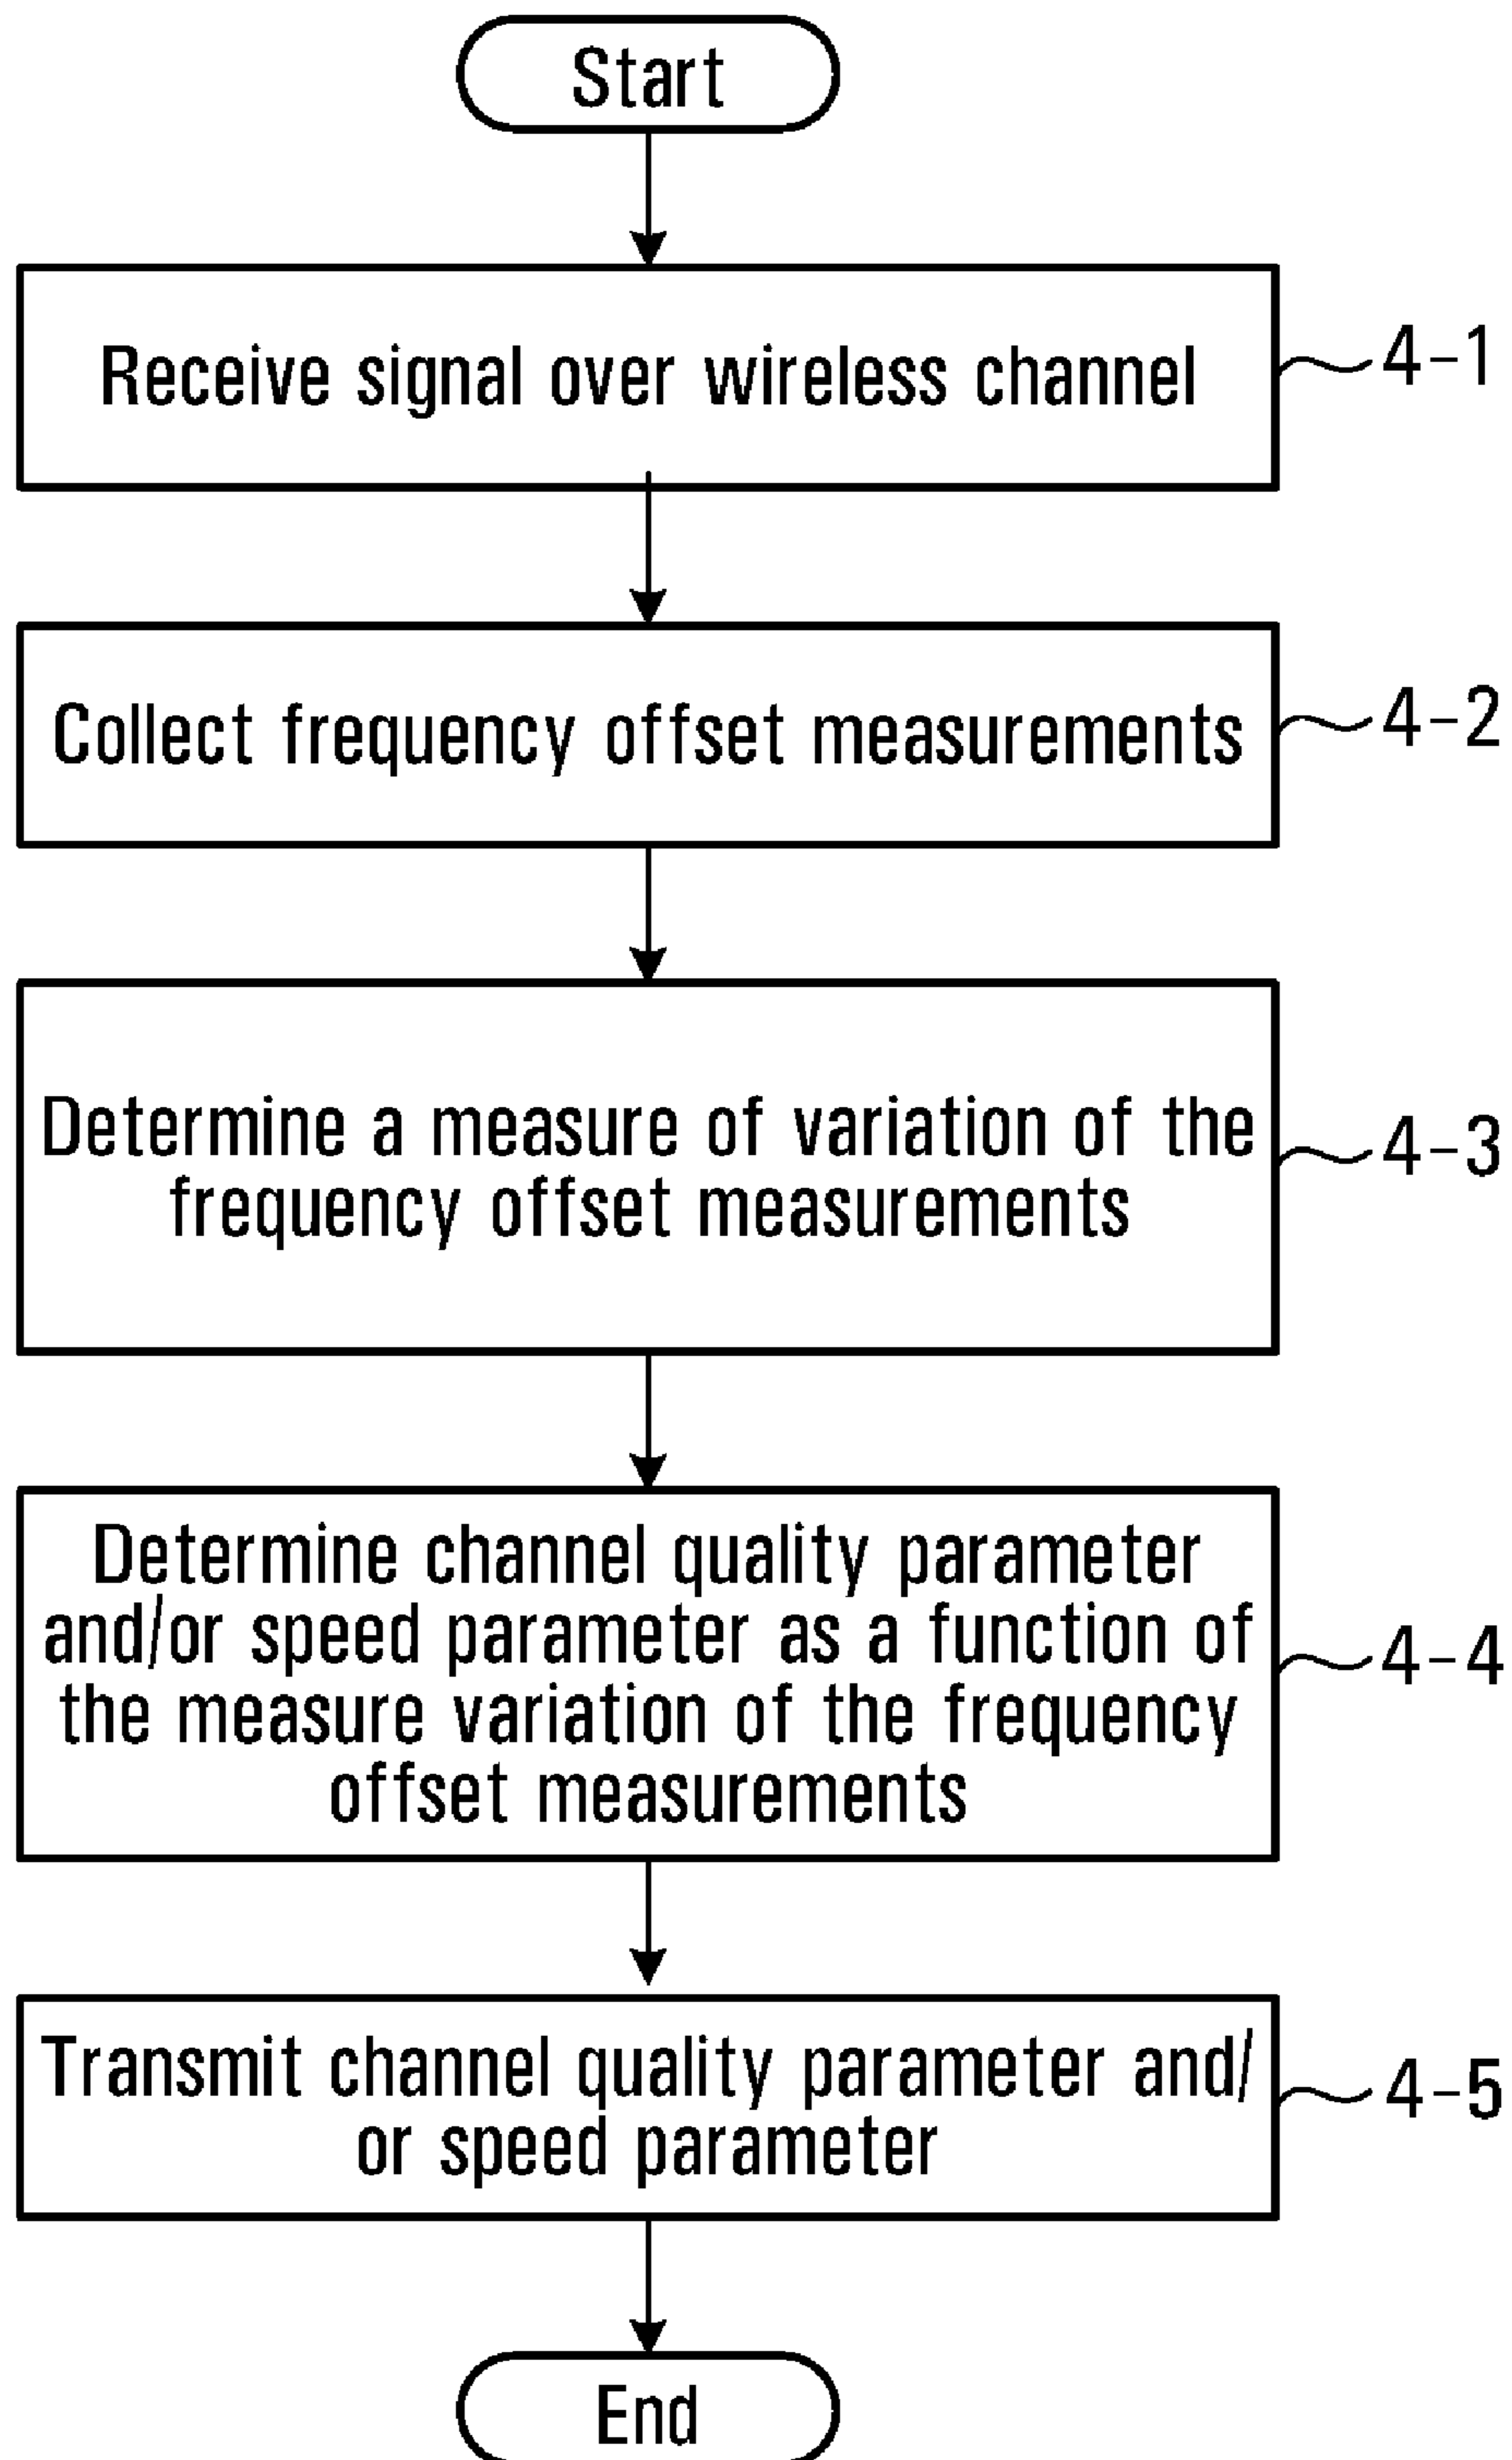 Start
Receive signal over wireless channel
4-1
Collect frequency offset measurements
4-2
Determine a measure of variation of the
frequency offset measurements
4-3
Determine channel quality parameter
and/or speed parameter as a function of
the measure variation of the frequency
offset measurements
4-4
Transmit channel quality parameter and/
or speed parameter
4-5
End